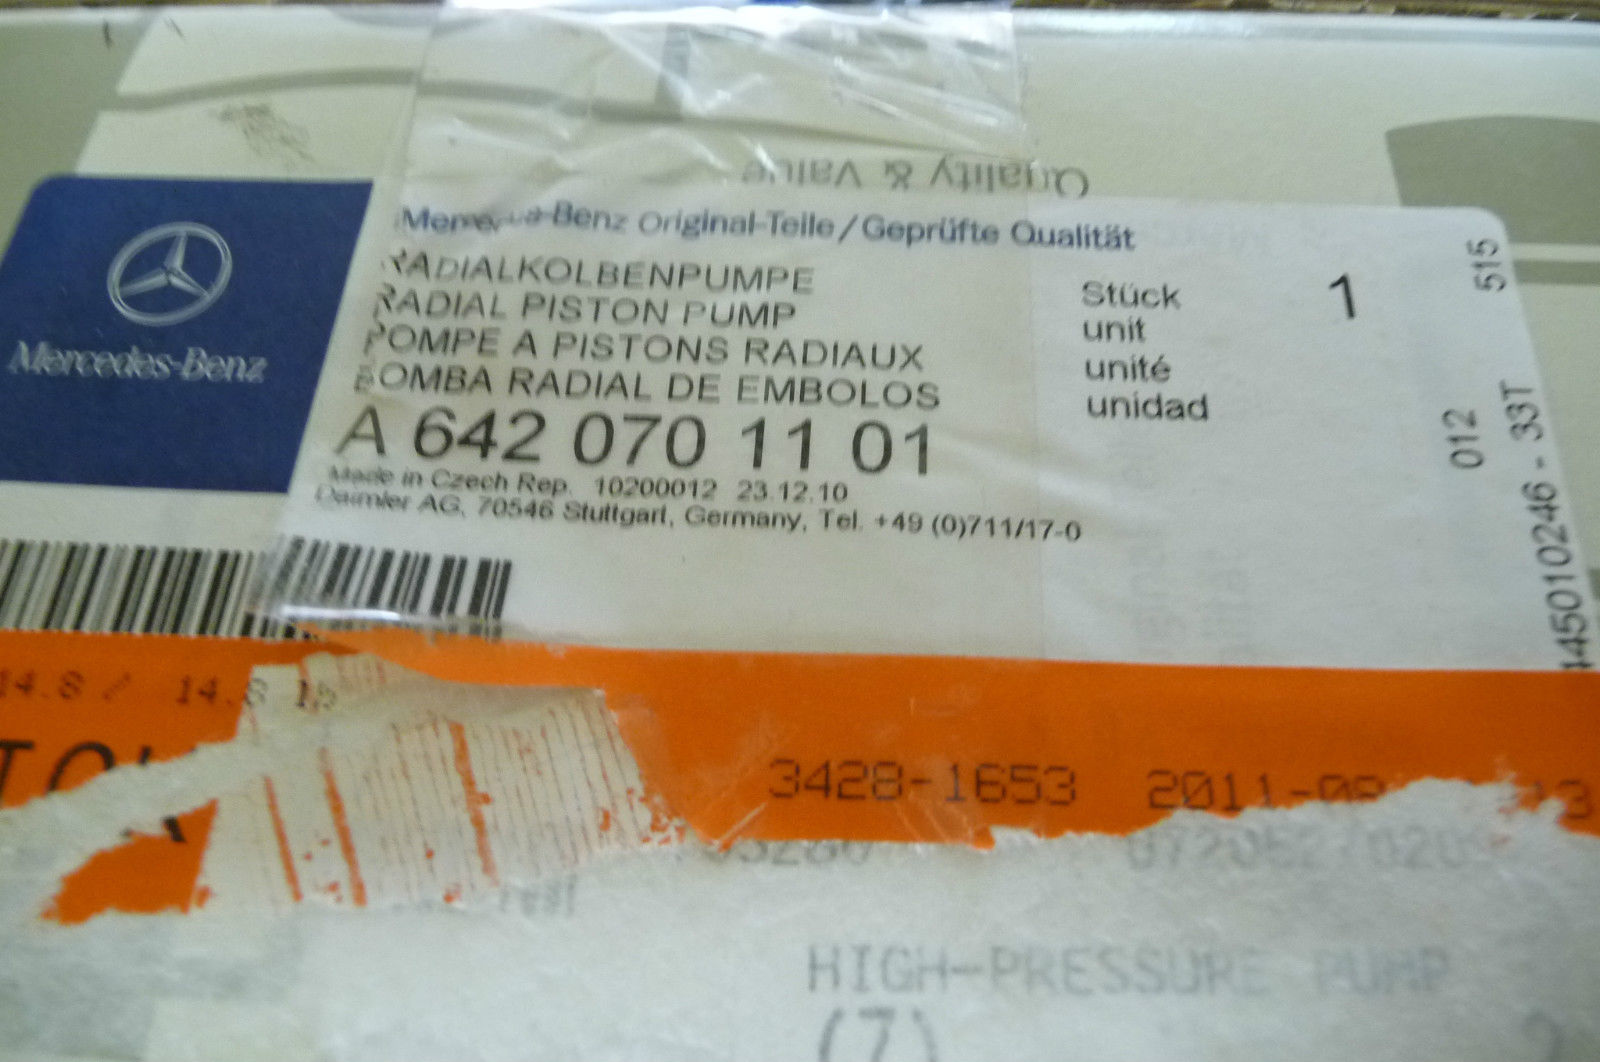 Quality & Value
Mercedes-Benz
Mercedes-Benz Original-Teile/Geprüfte Qualität
RADIALKOLBENPUMPE
RADIAL PISTON PUMP
POMPE A PISTONS RADIAUX
BOMBA RADIAL DE EMBOLOS
A 642 070 11 01
Made in Czech Rep. 10200012 23.12.10
Daimler AG, 70546 Stuttgart, Germany, Tel. +49 (0)711/17-0
Stück 1
unit
unité
unidad
515
012
445010246 - 33T
3428-1653 2011-
HIGH-PRESSURE PUMP
(7)